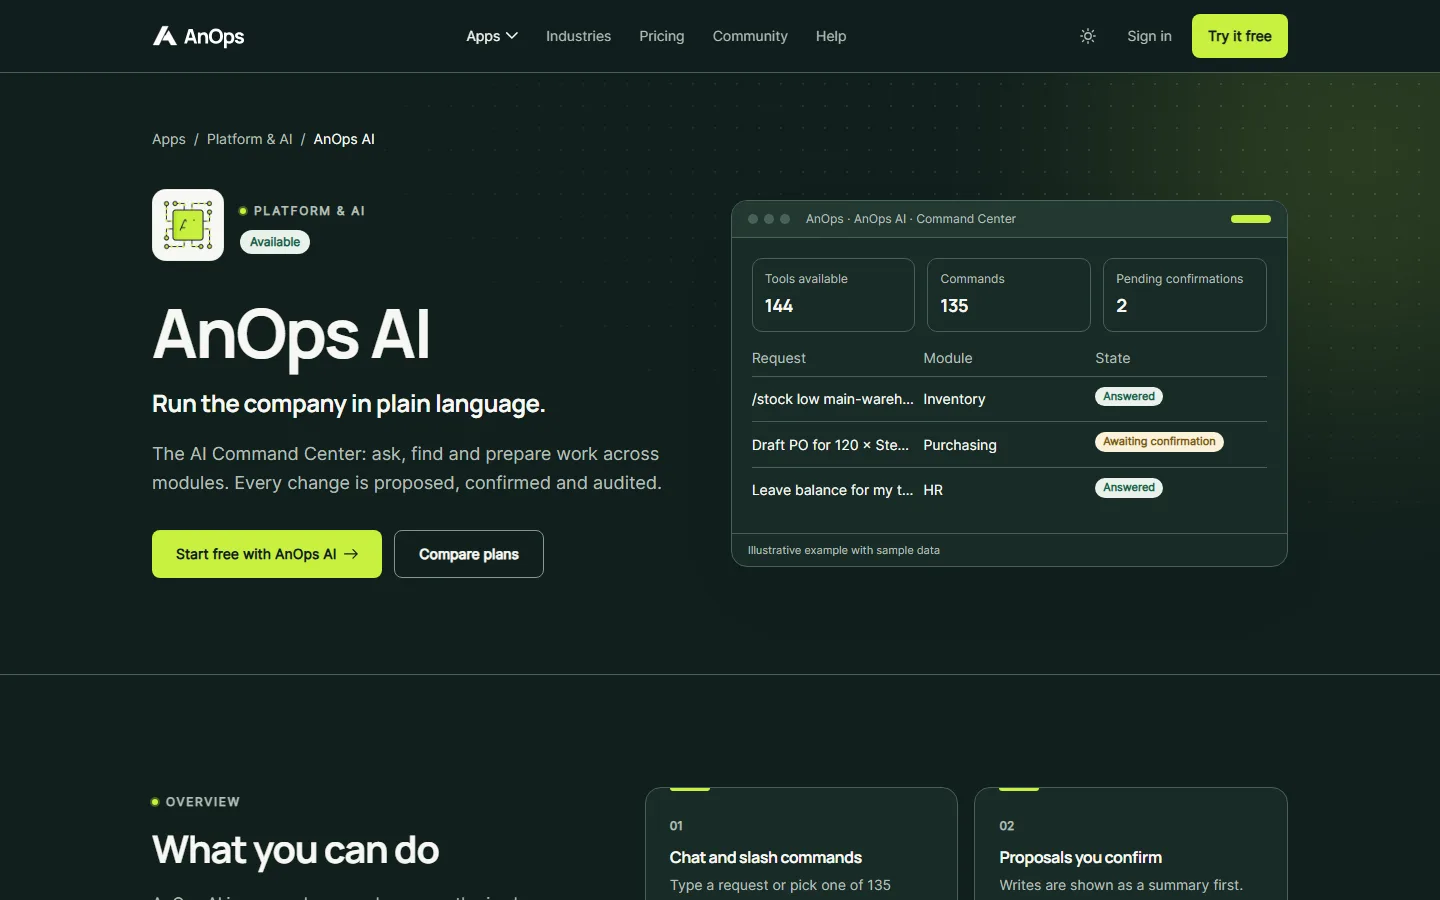 AnOps
Apps
Industries
Pricing
Community
Help
Sign in
Try it free
Apps / Platform & AI / AnOps AI
PLATFORM & AI
Available
AnOps AI
Run the company in plain language.
The AI Command Center: ask, find and prepare work across
modules. Every change is proposed, confirmed and audited.
Start free with AnOps AI →
Compare plans
AnOps · AnOps AI · Command Center
Tools available
144
Commands
135
Pending confirmations
2
Request Module State
/stock low main-wareh... Inventory Answered
Draft PO for 120 × Ste... Purchasing Awaiting confirmation
Leave balance for my t... HR Answered
Illustrative example with sample data
OVERVIEW
What you can do
01
Chat and slash commands
Type a request or pick one of 135
02
Proposals you confirm
Writes are shown as a summary first.